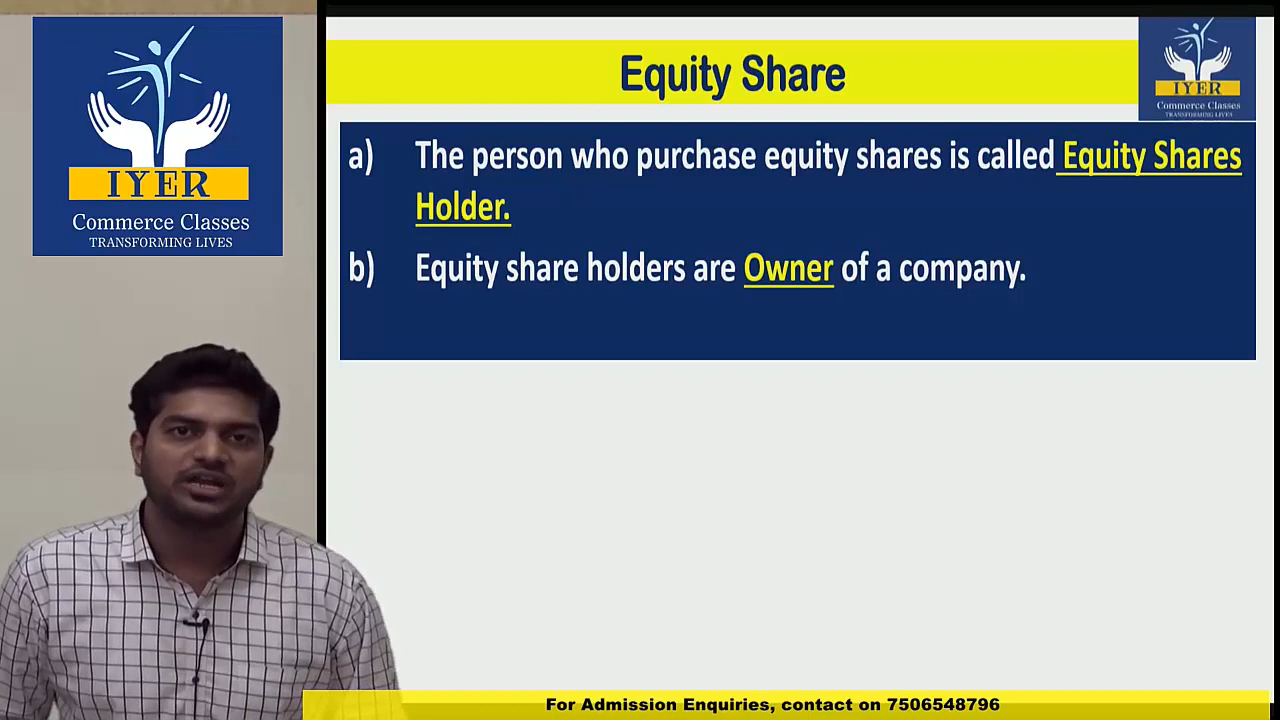 IYER
Commerce Classes
TRANSFORMING LIVES
Equity Share
IYER
Commerce Classes
TRANSFORMING LIVES
a) The person who purchase equity shares is called Equity Shares
Holder.
b) Equity share holders are Owner of a company.
For Admission Enquiries, contact on 7506548796